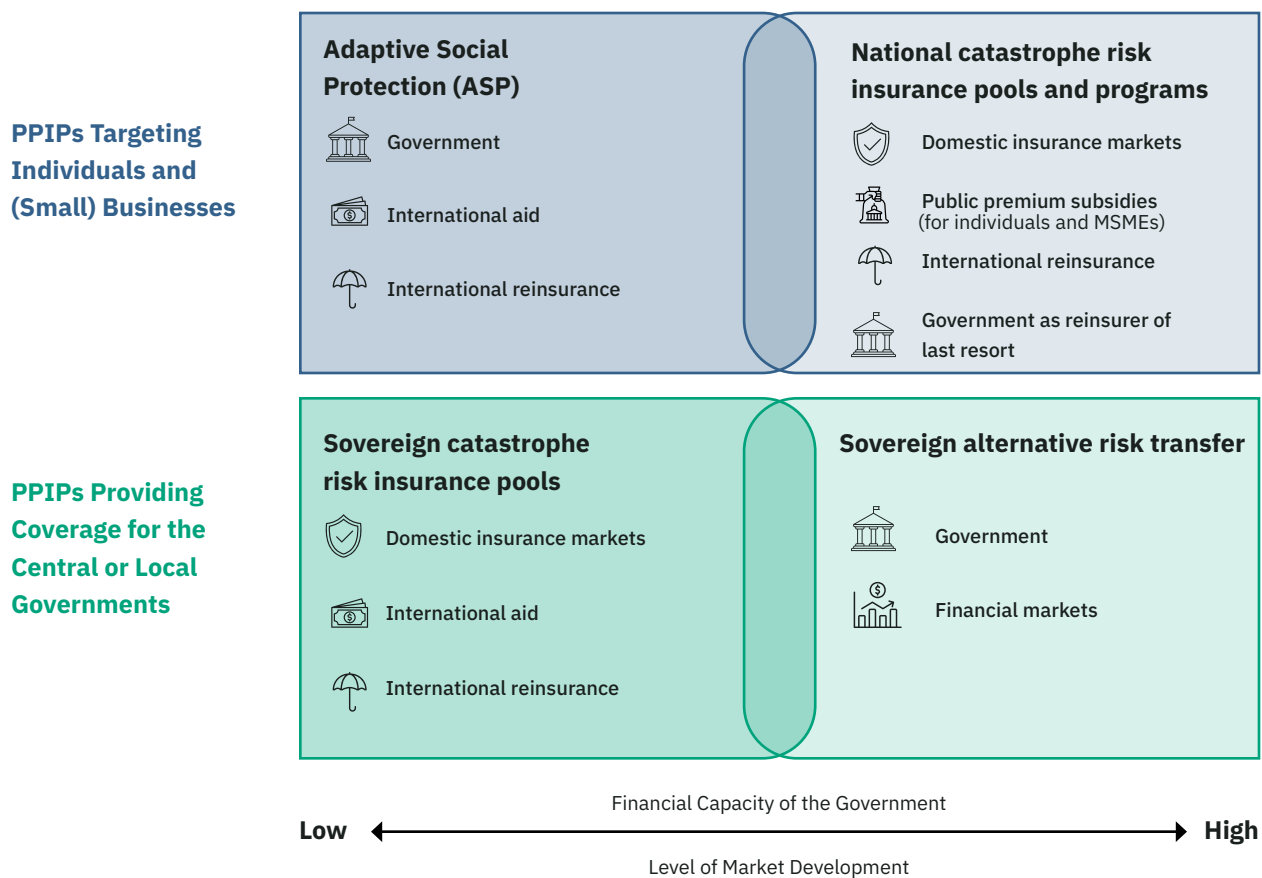 PPIPs Targeting
Individuals and
(Small) Businesses
Adaptive Social
Protection (ASP)
Government
International aid
International reinsurance
National catastrophe risk
insurance pools and programs
Domestic insurance markets
Public premium subsidies
(for individuals and MSMEs)
International reinsurance
Government as reinsurer of
last resort
PPIPs Providing
Coverage for the
Central or Local
Governments
Sovereign catastrophe
risk insurance pools
Domestic insurance markets
International aid
International reinsurance
Sovereign alternative risk transfer
Government
Financial markets
Financial Capacity of the Government
Low
High
Level of Market Development